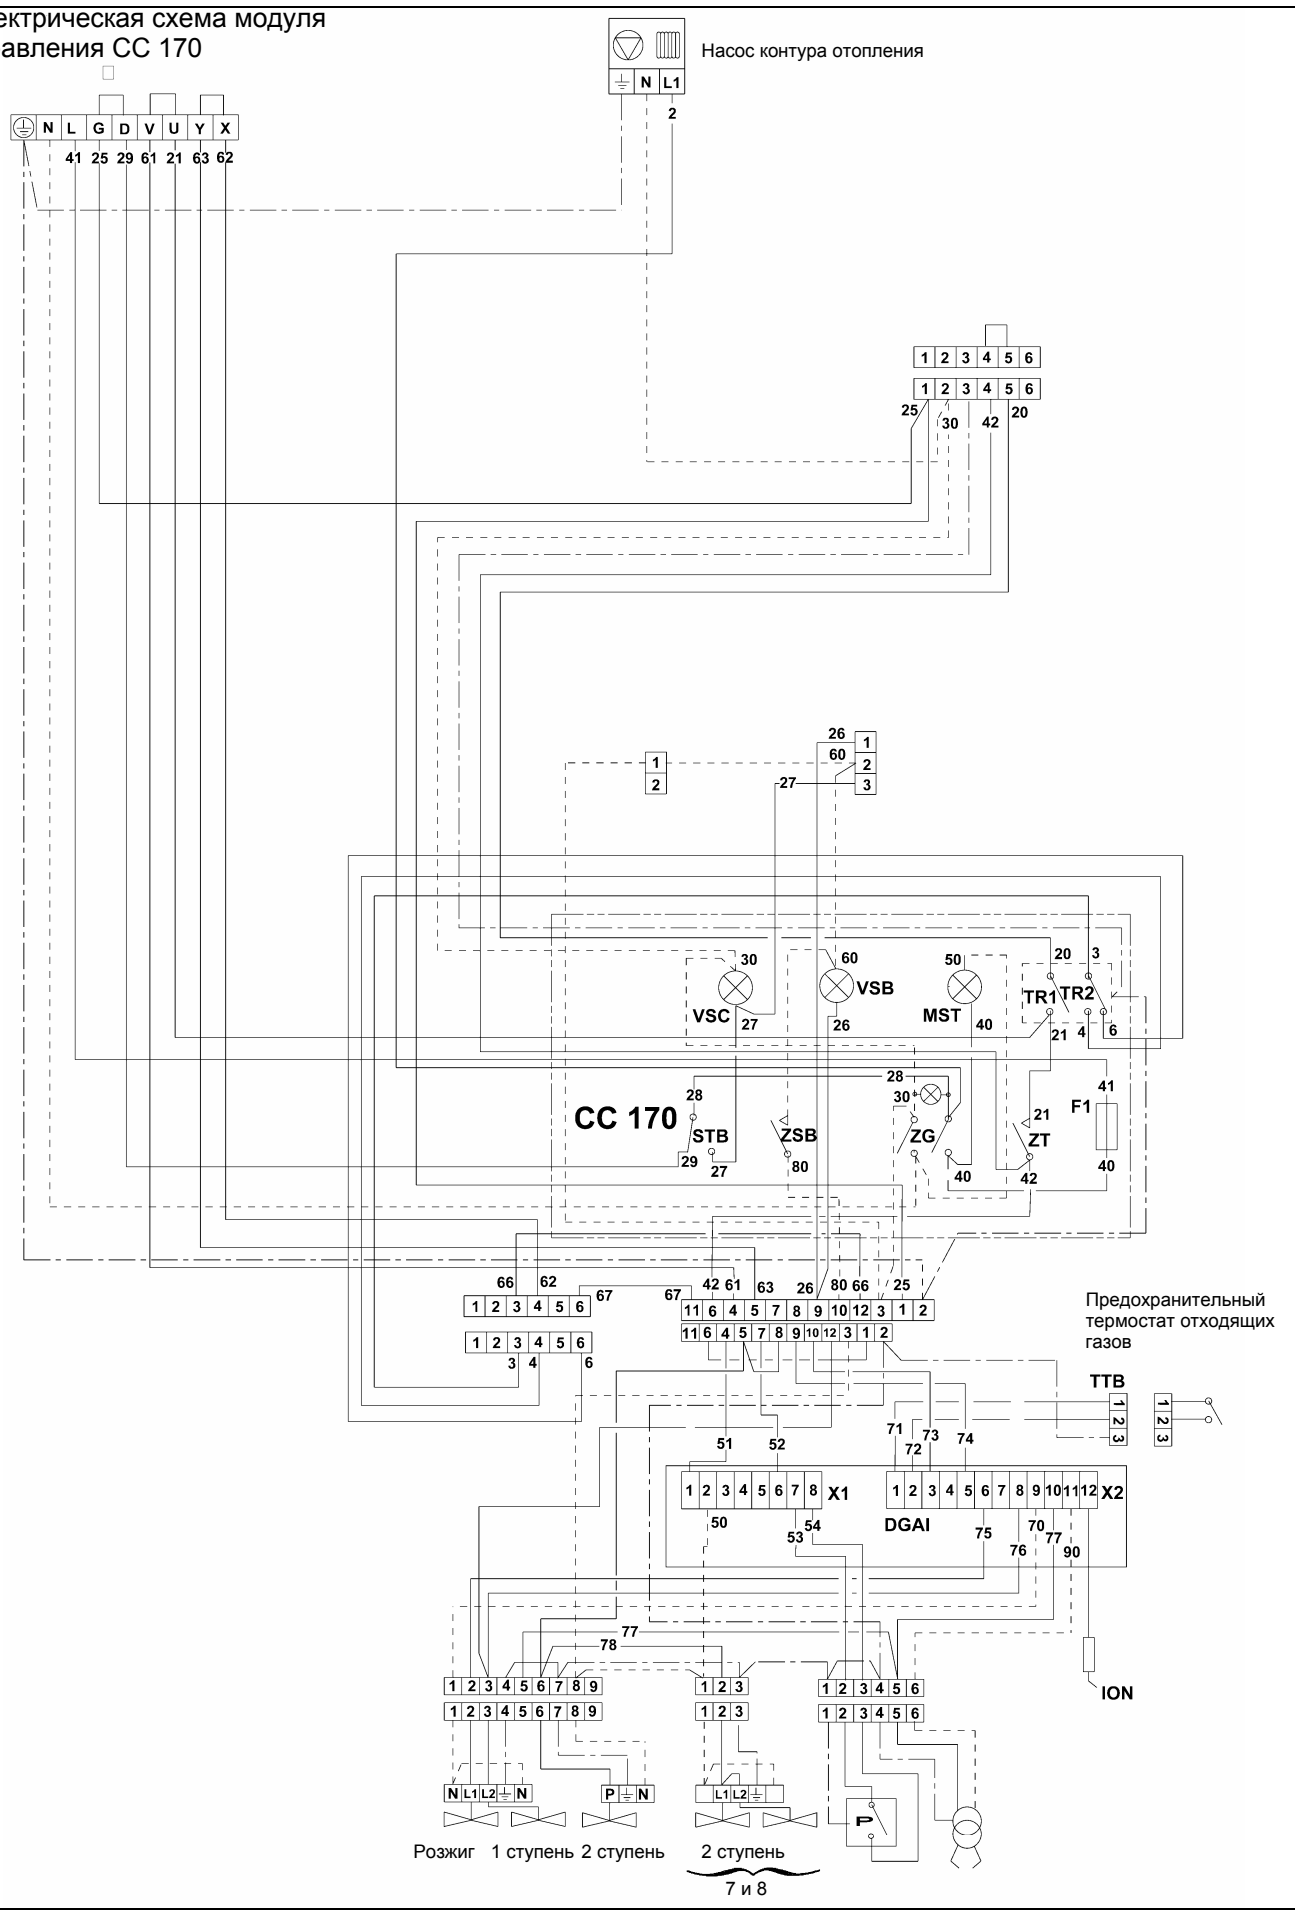 ектрическая схема модуля
равления CC 170
Насос контура отопления
N L1
2
N L G D V U Y X
41 25 29 61 21 63 62
1 2 3 4 5 6
1 2 3 4 5 6
25 30 42 20
26
1
60
1 2
2 27 3
30 60 50 20 3
VSC VSB MST TR1 TR2
27 26 40 21 4 6
28
28 30 41
CC 170 STB ZSB ZG 21 ZT F1
29 27 80 40 42 40
66 62 67 67 42 61 63 26 80 66 25
1 2 3 4 5 6
11 6 4 5 7 8 9 10 12 3 1 2
11 6 4 5 7 8 9 10 12 3 1 2
1 2 3 4 5 6
3 4 6
Предохранительный
термостат отходящих
газов
TTB
1 2 3
1 2 3
51 52 71 72 73 74
1 2 3 4 5 6 7 8 X1
1 2 3 4 5 6 7 8 9 10 11 12 X2
50 53 54 DGAI 75 76 70 77 90
77
78
1 2 3 4 5 6 7 8 9
1 2 3
1 2 3 4 5 6
ION
1 2 3 4 5 6 7 8 9
1 2 3
1 2 3 4 5 6
N L1 L2 N
P N
L1 L2
P
Розжиг 1 ступень 2 ступень 2 ступень
7 и 8